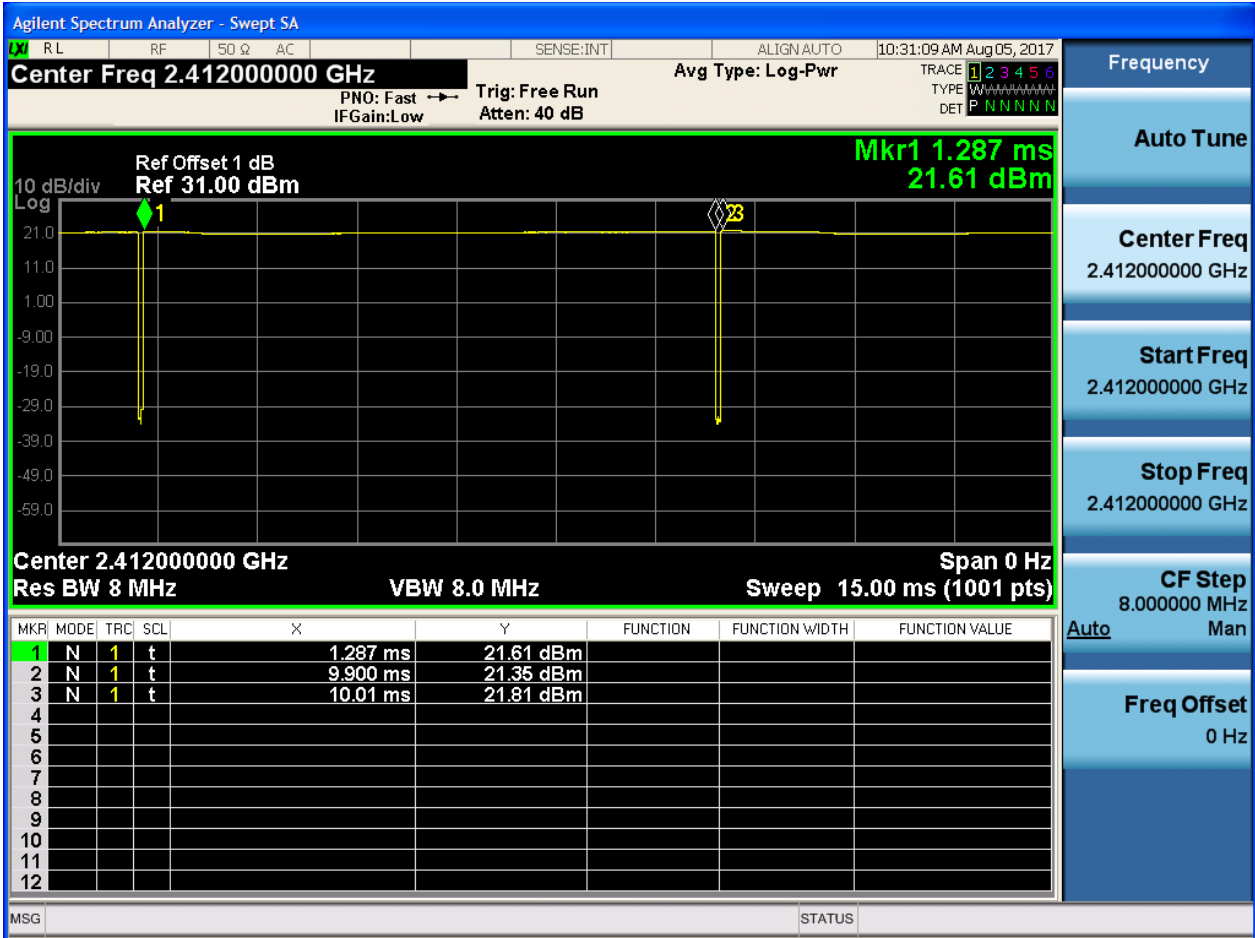 Agilent Spectrum Analyzer - Swept SA
LXI RL RF 50 Ω AC SENSE:INT ALIGN AUTO 10:31:09 AM Aug 05, 2017
Center Freq 2.412000000 GHz
PNO: Fast
IFGain:Low
Trig: Free Run
Atten: 40 dB
Avg Type: Log-Pwr
TRACE 1 2 3 4 5 6
TYPE W
DET P N N N N N
Mkr1 1.287 ms
21.61 dBm
10 dB/div
Log
Ref Offset 1 dB
Ref 31.00 dBm
1
2 3
21.0
11.0
1.00
-9.00
-19.0
-29.0
-39.0
-49.0
-59.0
Center 2.412000000 GHz Span 0 Hz
Res BW 8 MHz VBW 8.0 MHz Sweep 15.00 ms (1001 pts)
MKR MODE TRC SCL X Y FUNCTION FUNCTION WIDTH FUNCTION VALUE
1 N 1 t 1.287 ms 21.61 dBm
2 N 1 t 9.900 ms 21.35 dBm
3 N 1 t 10.01 ms 21.81 dBm
4
5
6
7
8
9
10
11
12
MSG STATUS
Frequency
Auto Tune
Center Freq
2.412000000 GHz
Start Freq
2.412000000 GHz
Stop Freq
2.412000000 GHz
CF Step
8.000000 MHz
Auto Man
Freq Offset
0 Hz